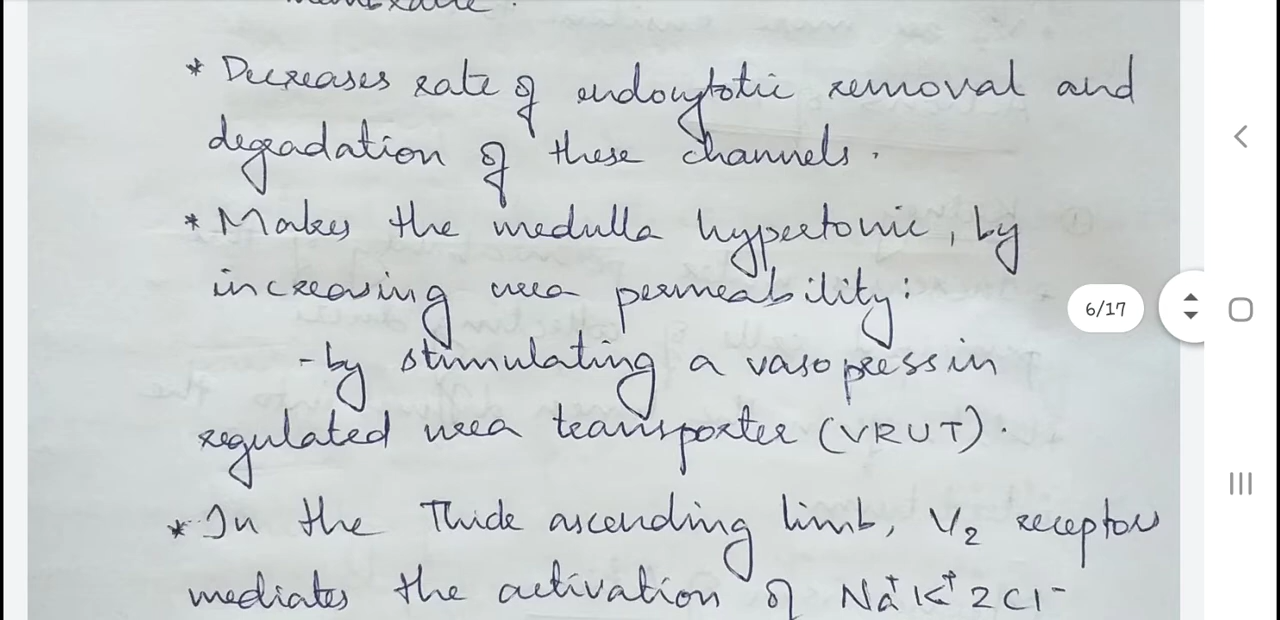 * Decreases rate of endocytotic removal and
degradation of these channels.
* Makes the medulla hypertonic, by
increasing urea permeability:
- by stimulating a vasopressin
regulated urea transporter (VRUT).
* In the Thick ascending limb, V₂ receptor
mediates the activation of Na⁺K⁺2Cl⁻
6/17